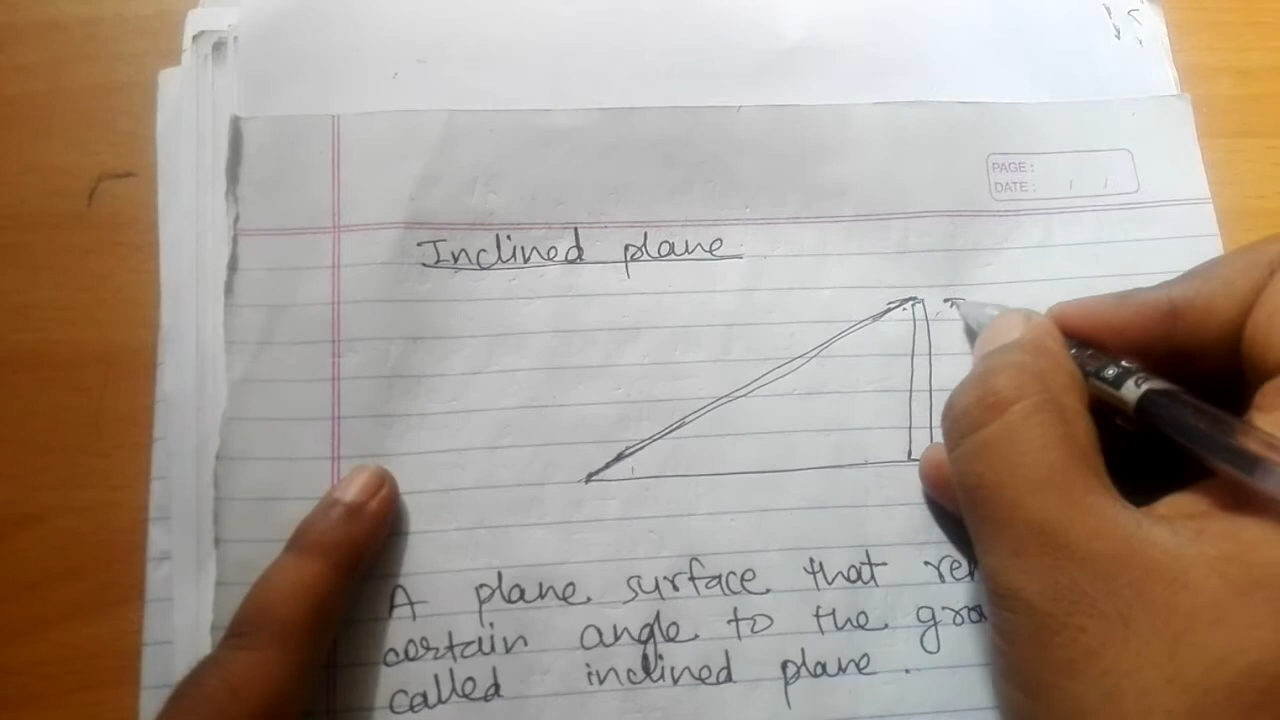 PAGE:
DATE: / /
Inclined plane
A plane surface that
certain angle to the
called inclined plane.